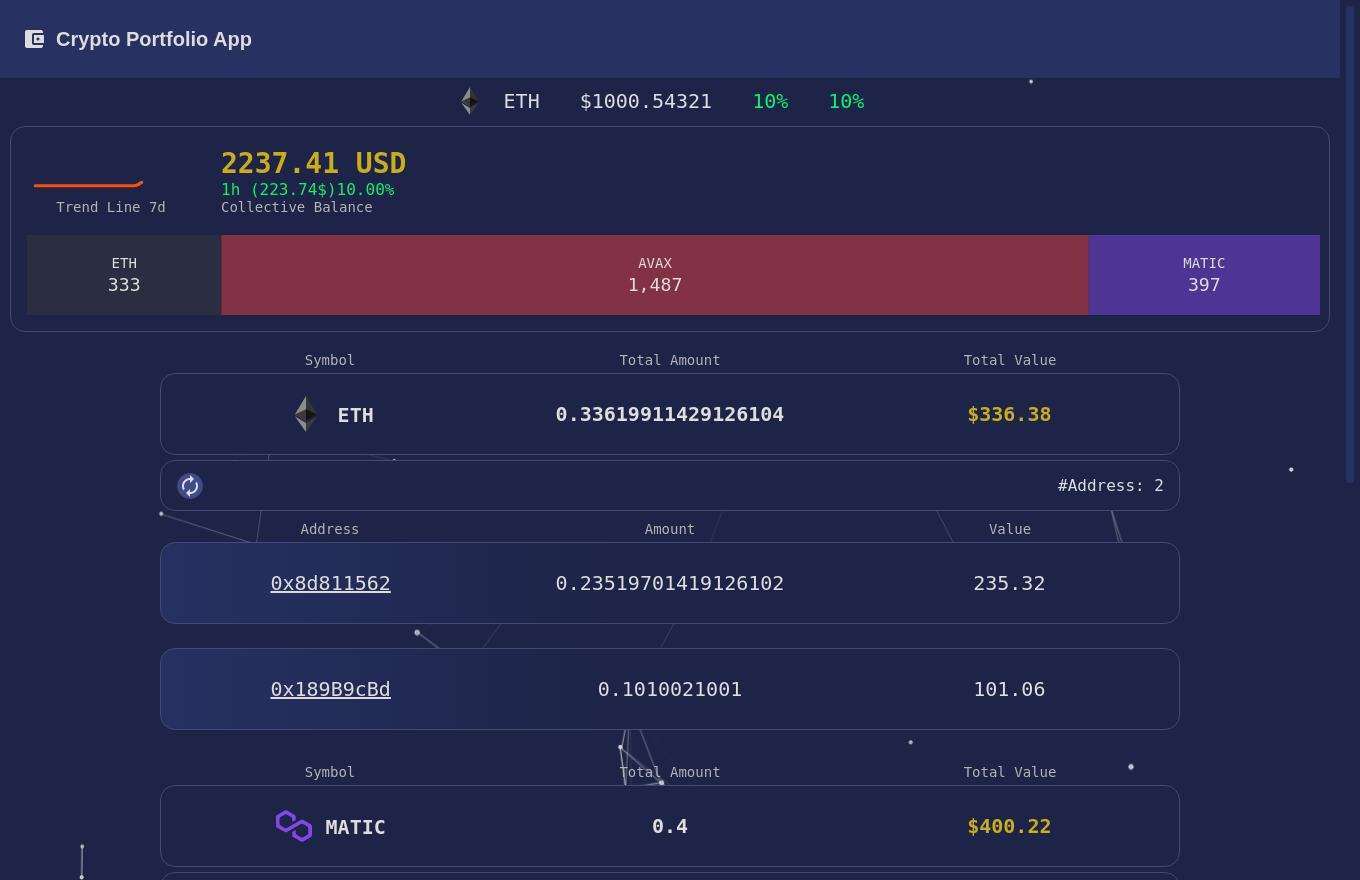 Crypto Portfolio App
ETH $1000.54321 10% 10%
2237.41 USD
1h (223.74$)10.00%
Trend Line 7d Collective Balance
ETH AVAX MATIC
333 1,487 397
Symbol Total Amount Total Value
ETH 0.33619911429126104 $336.38
#Address: 2
Address Amount Value
0x8d811562 0.23519701419126102 235.32
0x189B9cBd 0.1010021001 101.06
Symbol Total Amount Total Value
MATIC 0.4 $400.22